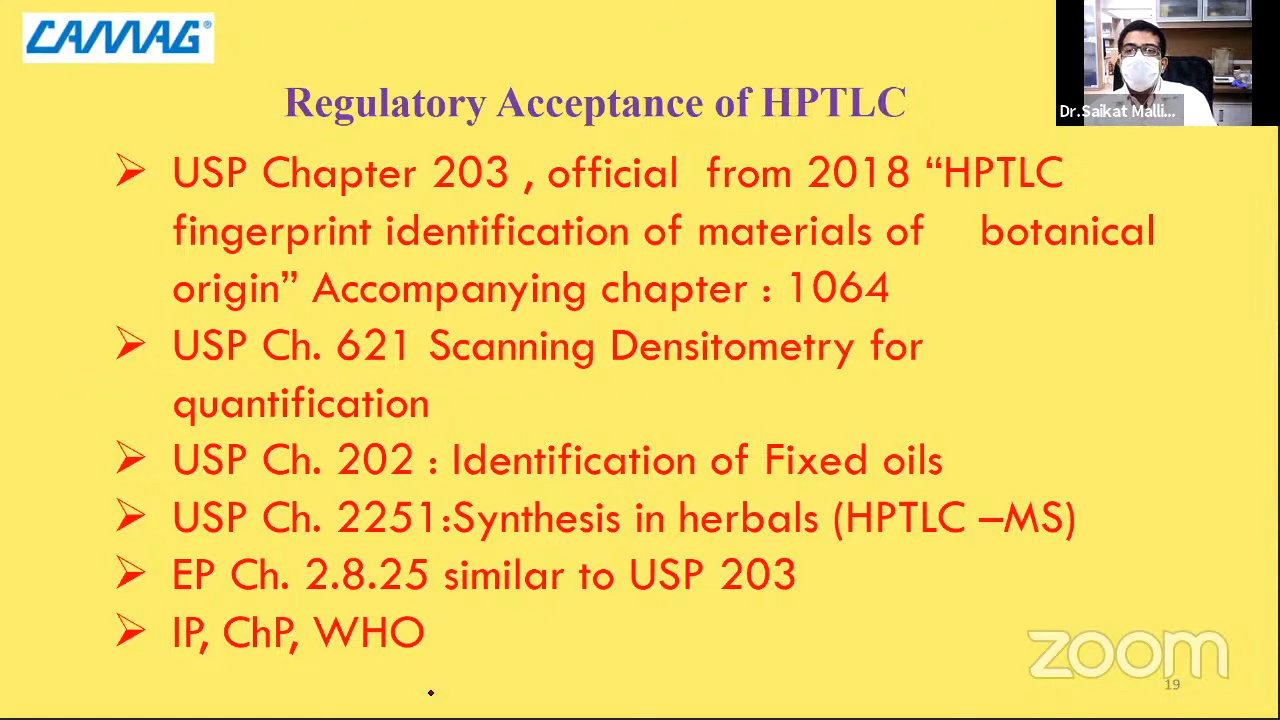 CAMAG®
Dr.Saikat Malli...
Regulatory Acceptance of HPTLC
➢ USP Chapter 203 , official from 2018 “HPTLC
fingerprint identification of materials of botanical
origin” Accompanying chapter : 1064
➢ USP Ch. 621 Scanning Densitometry for
quantification
➢ USP Ch. 202 : Identification of Fixed oils
➢ USP Ch. 2251:Synthesis in herbals (HPTLC –MS)
➢ EP Ch. 2.8.25 similar to USP 203
➢ IP, ChP, WHO
zoom
19